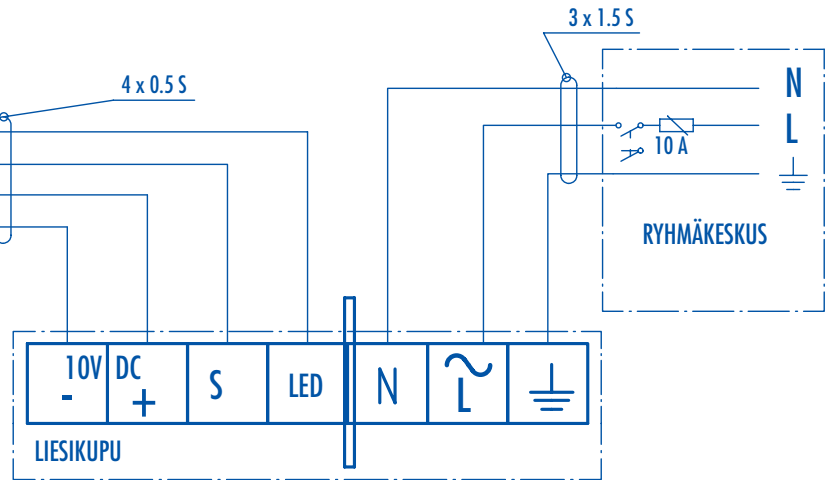 3 x 1.5 S
4 x 0.5 S
N
L
10 A
RYHMÄKESKUS
10V DC
- + S LED N L
LIESIKUPU